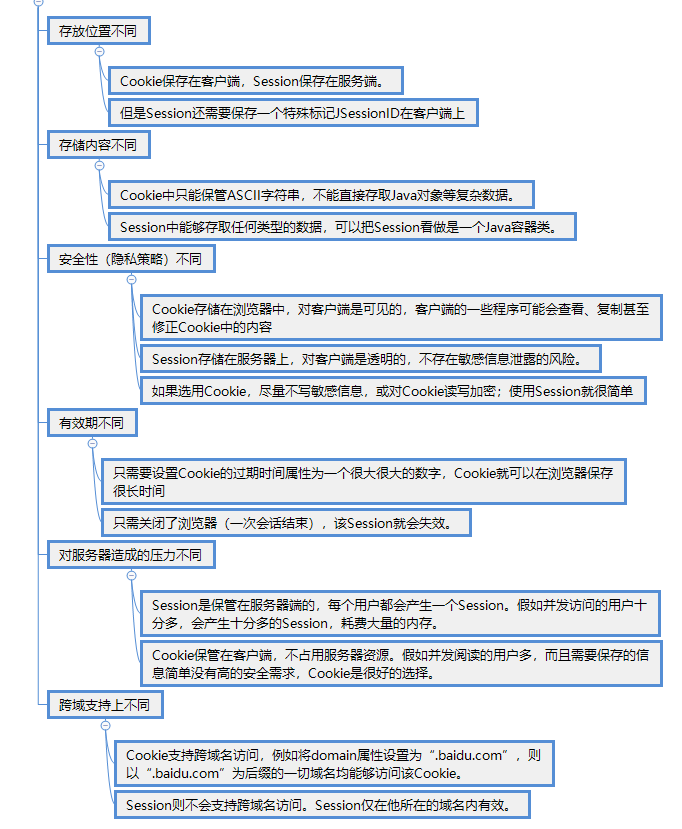 存放位置不同
Cookie保存在客户端，Session保存在服务端。
但是Session还需要保存一个特殊标记JSessionID在客户端上
存储内容不同
Cookie中只能保管ASCII字符串，不能直接存取Java对象等复杂数据。
Session中能够存取任何类型的数据，可以把Session看做是一个Java容器类。
安全性（隐私策略）不同
Cookie存储在浏览器中，对客户端是可见的，客户端的一些程序可能会查看、复制甚至
修正Cookie中的内容
Session存储在服务器上，对客户端是透明的，不存在敏感信息泄露的风险。
如果选用Cookie，尽量不写敏感信息，或对Cookie读写加密；使用Session就很简单
有效期不同
只需要设置Cookie的过期时间属性为一个很大很大的数字，Cookie就可以在浏览器保存
很长时间
只需关闭了浏览器（一次会话结束），该Session就会失效。
对服务器造成的压力不同
Session是保管在服务器端的，每个用户都会产生一个Session。假如并发访问的用户十
分多，会产生十分多的Session，耗费大量的内存。
Cookie保管在客户端，不占用服务器资源。假如并发阅读的用户多，而且需要保存的信
息简单没有高的安全需求，Cookie是很好的选择。
跨域支持上不同
Cookie支持跨域名访问，例如将domain属性设置为“.baidu.com”，则
以“.baidu.com”为后缀的一切域名均能够访问该Cookie。
Session则不会支持跨域名访问。Session仅在他所在的域名内有效。